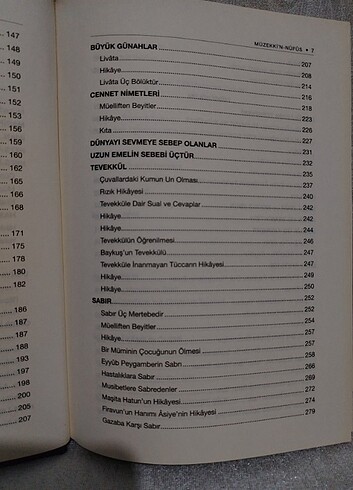 147
148
149
150
156
159
160
162
165
166
168
171
175
180
182
186
187
187
188
193
197
198
200
205
207
MÜZEKKİ'N-NÜFÛS • 7
BÜYÜK GÜNAHLAR 207
Livâta 208
Hikâye 214
Livâta Üç Bölüktür 216
CENNET NİMETLERİ 218
Müelliften Beyitler 223
Hikâye 226
Kıta 227
DÜNYAYI SEVMEYE SEBEP OLANLAR 231
UZUN EMELİN SEBEBİ ÜÇTÜR 232
TEVEKKÜL 235
Çuvallardaki Kumun Un Olması 237
Rızık Hikâyesi 240
Tevekküle Dair Sual ve Cevaplar 242
Hikâye 242
Hikâye 244
Tevekkülün Öğrenilmesi 246
Baykuş'un Tevekkülü 247
Tevekküle İnanmayan Tüccarın Hikâyesi 247
Hikâye 249
Hikâye 250
SABIR 252
Sabır Üç Mertebedir 252
Müelliften Beyitler 254
Hikâye 257
Bir Müminin Çocuğunun Ölmesi 257
Eyyûb Peygamberin Sabrı 258
Hastalıklara Sabır 266
Musibetlere Sabredenler 269
Maşita Hatun'un Hikâyesi 272
Firavun'un Hanımı Âsiye'nin Hikâyesi 274
Gazaba Karşı Sabır 279